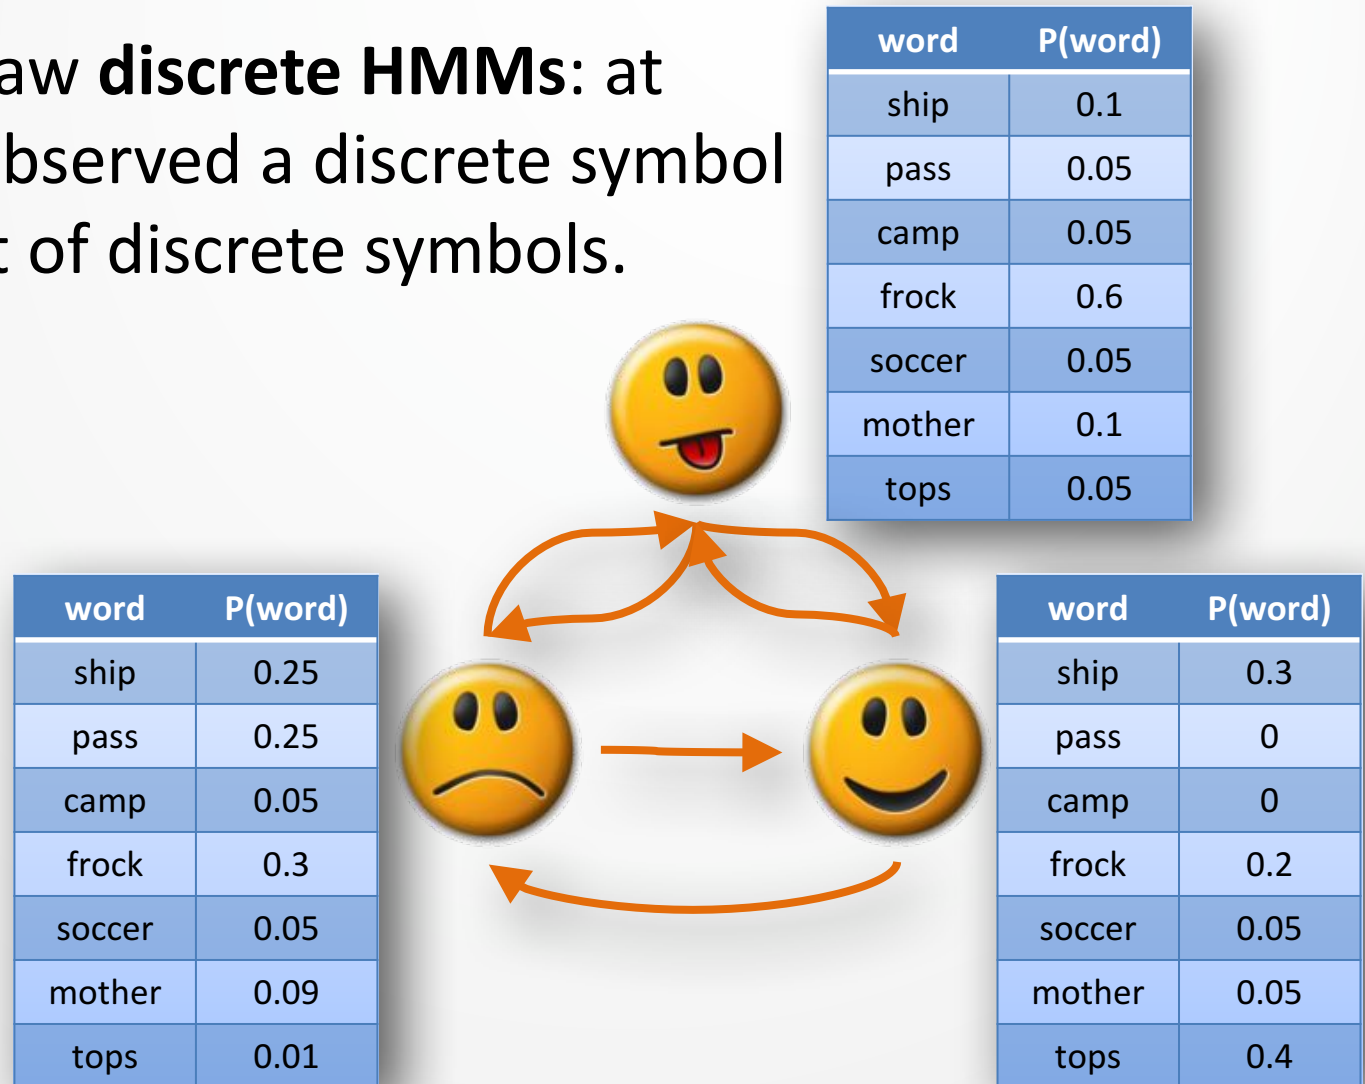 aw discrete HMMs: at
bserved a discrete symbol
t of discrete symbols.
word P(word)
ship 0.1
pass 0.05
camp 0.05
frock 0.6
soccer 0.05
mother 0.1
tops 0.05
word P(word)
ship 0.25
pass 0.25
camp 0.05
frock 0.3
soccer 0.05
mother 0.09
tops 0.01
word P(word)
ship 0.3
pass 0
camp 0
frock 0.2
soccer 0.05
mother 0.05
tops 0.4